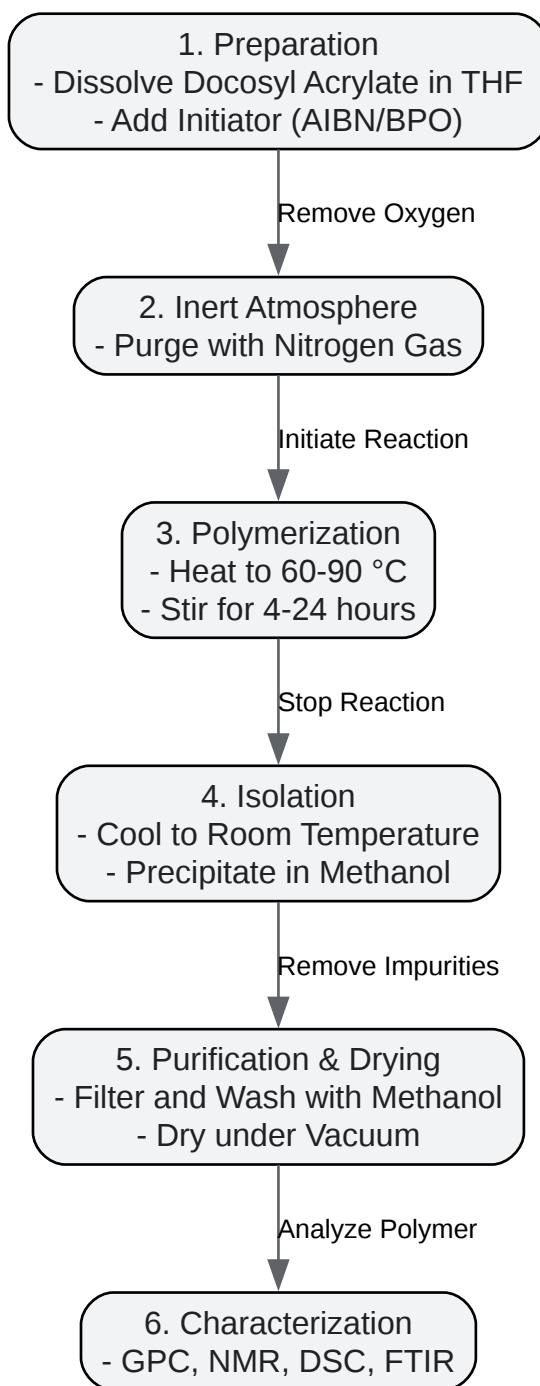 1. Preparation
- Dissolve Docosyl Acrylate in THF
- Add Initiator (AIBN/BPO)
Remove Oxygen
2. Inert Atmosphere
- Purge with Nitrogen Gas
Initiate Reaction
3. Polymerization
- Heat to 60-90 °C
- Stir for 4-24 hours
Stop Reaction
4. Isolation
- Cool to Room Temperature
- Precipitate in Methanol
Remove Impurities
5. Purification & Drying
- Filter and Wash with Methanol
- Dry under Vacuum
Analyze Polymer
6. Characterization
- GPC, NMR, DSC, FTIR